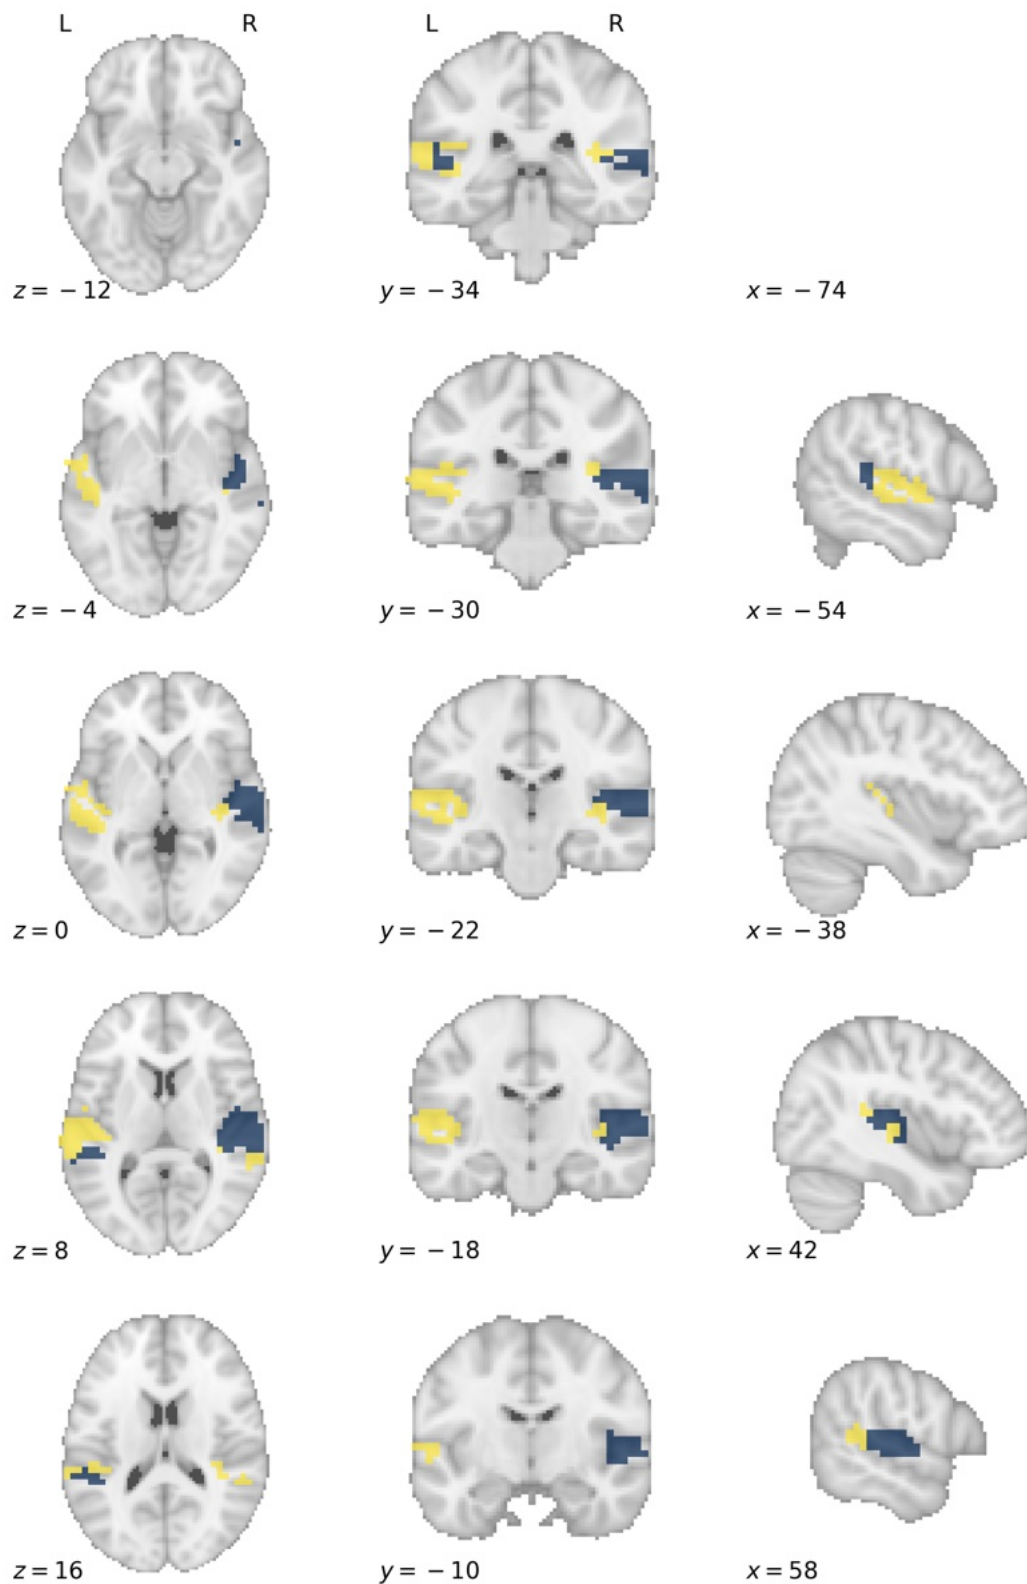 L R L R
z = −12 y = −34 x = −74
z = −4 y = −30 x = −54
z = 0 y = −22 x = −38
z = 8 y = −18 x = 42
z = 16 y = −10 x = 58